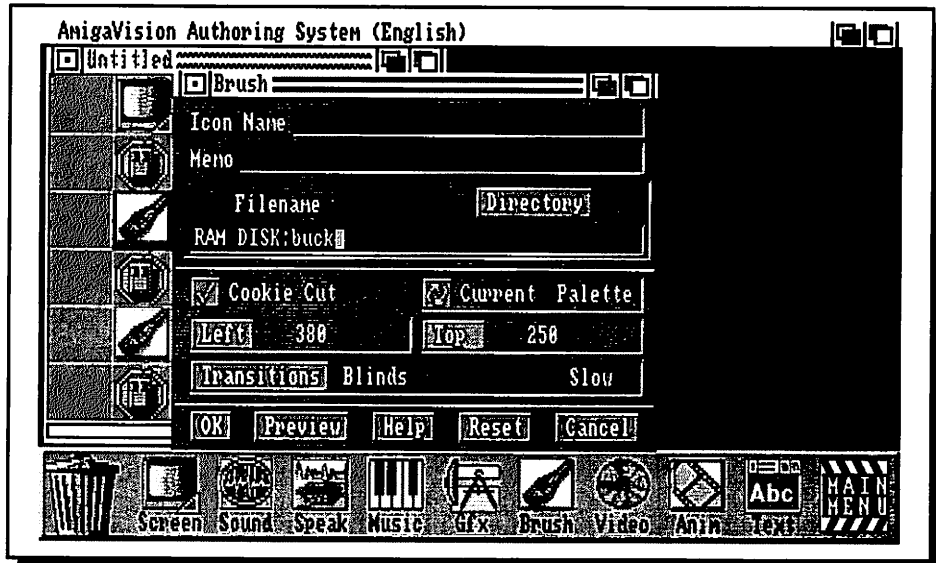 AmigaVision Authoring System (English)
Untitled
Brush
Icon Name
Memo
Filename Directory
RAM DISK:buck
Cookie Cut Current Palette
Left 380 Top 250
Transitions Blinds Slow
OK Preview Help Reset Cancel
Abc
MAIN
MENU
Screen Sound Speak Music Gfx Brush Video Anim Text